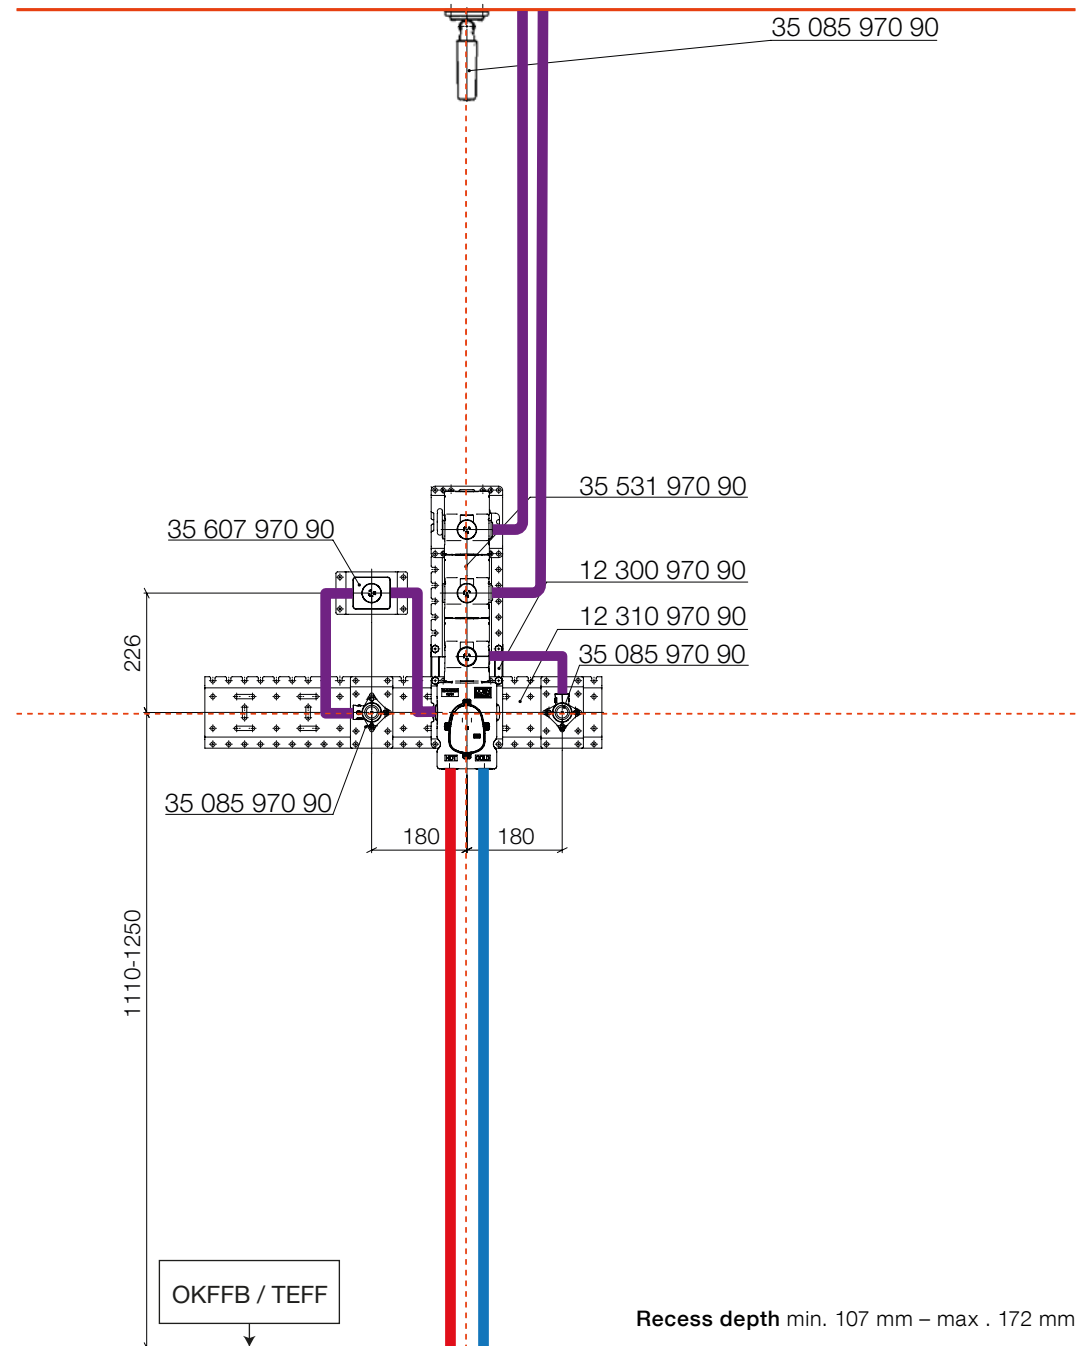 35 085 970 90
35 531 970 90
35 607 970 90
12 300 970 90
12 310 970 90
226
35 085 970 90
HOT COLD
35 085 970 90
180 180
1110-1250
OKFFB / TEFF
Recess depth min. 107 mm – max . 172 mm